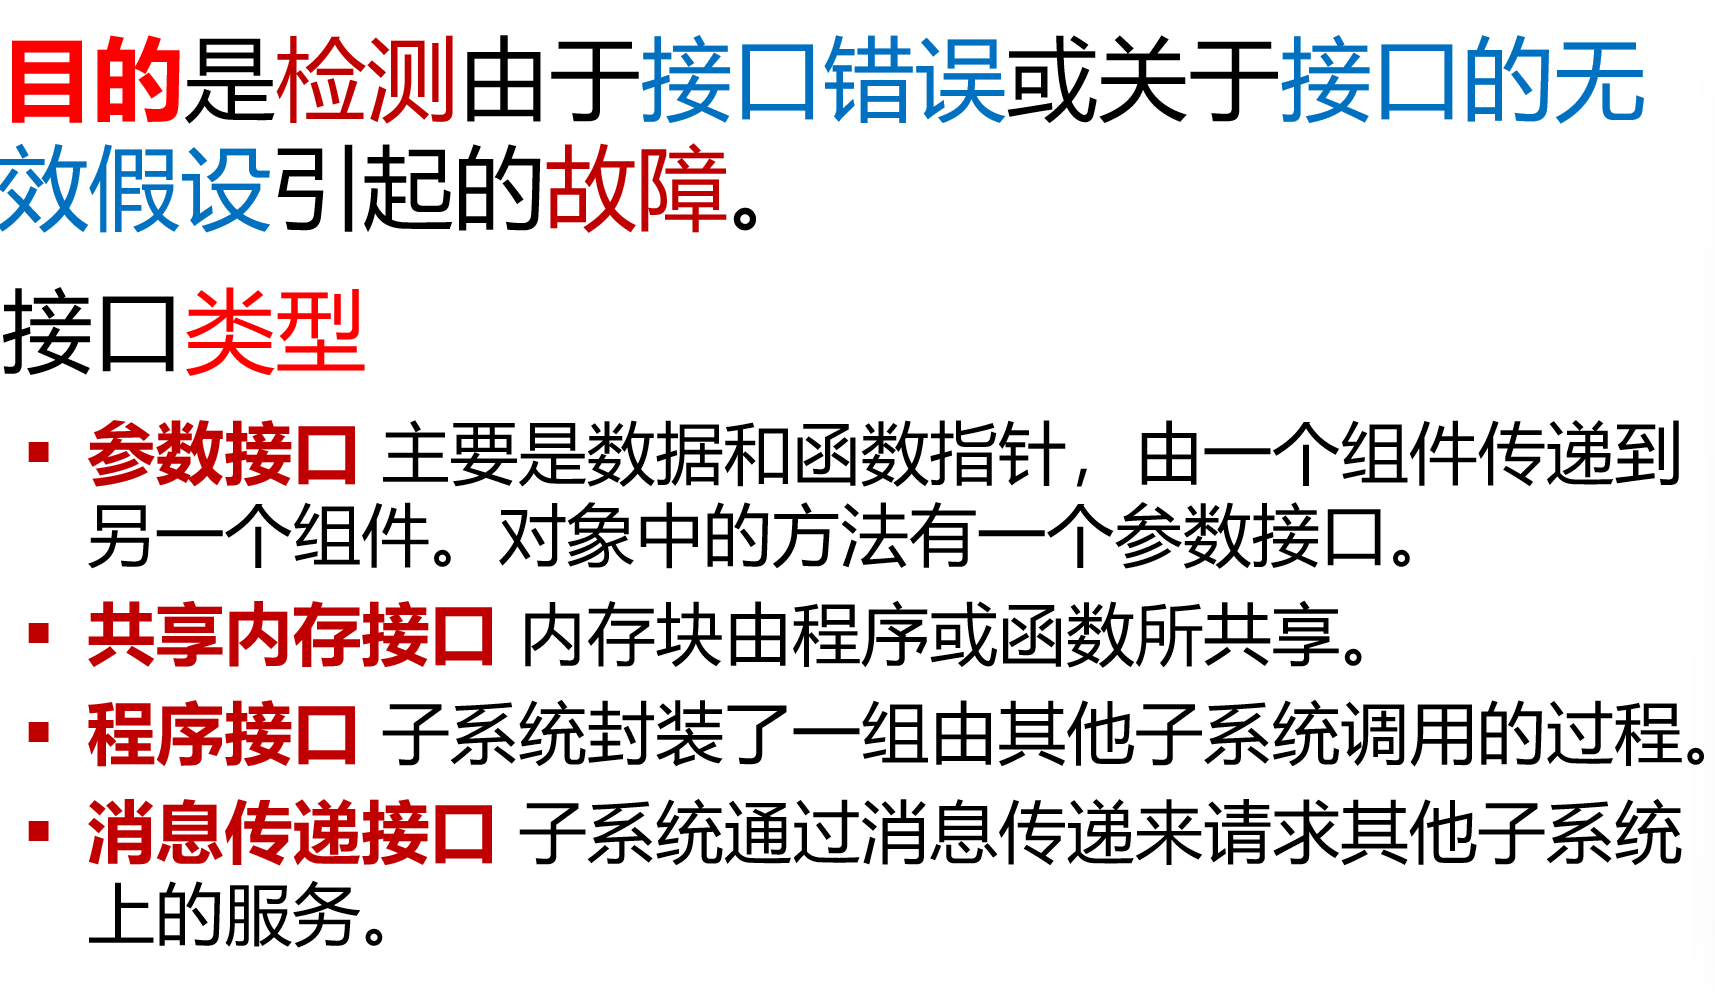 目的是检测由于接口错误或关于接口的无
效假设引起的故障。
接口类型
▪ 参数接口 主要是数据和函数指针，由一个组件传递到
另一个组件。对象中的方法有一个参数接口。
▪ 共享内存接口 内存块由程序或函数所共享。
▪ 程序接口 子系统封装了一组由其他子系统调用的过程。
▪ 消息传递接口 子系统通过消息传递来请求其他子系统
上的服务。